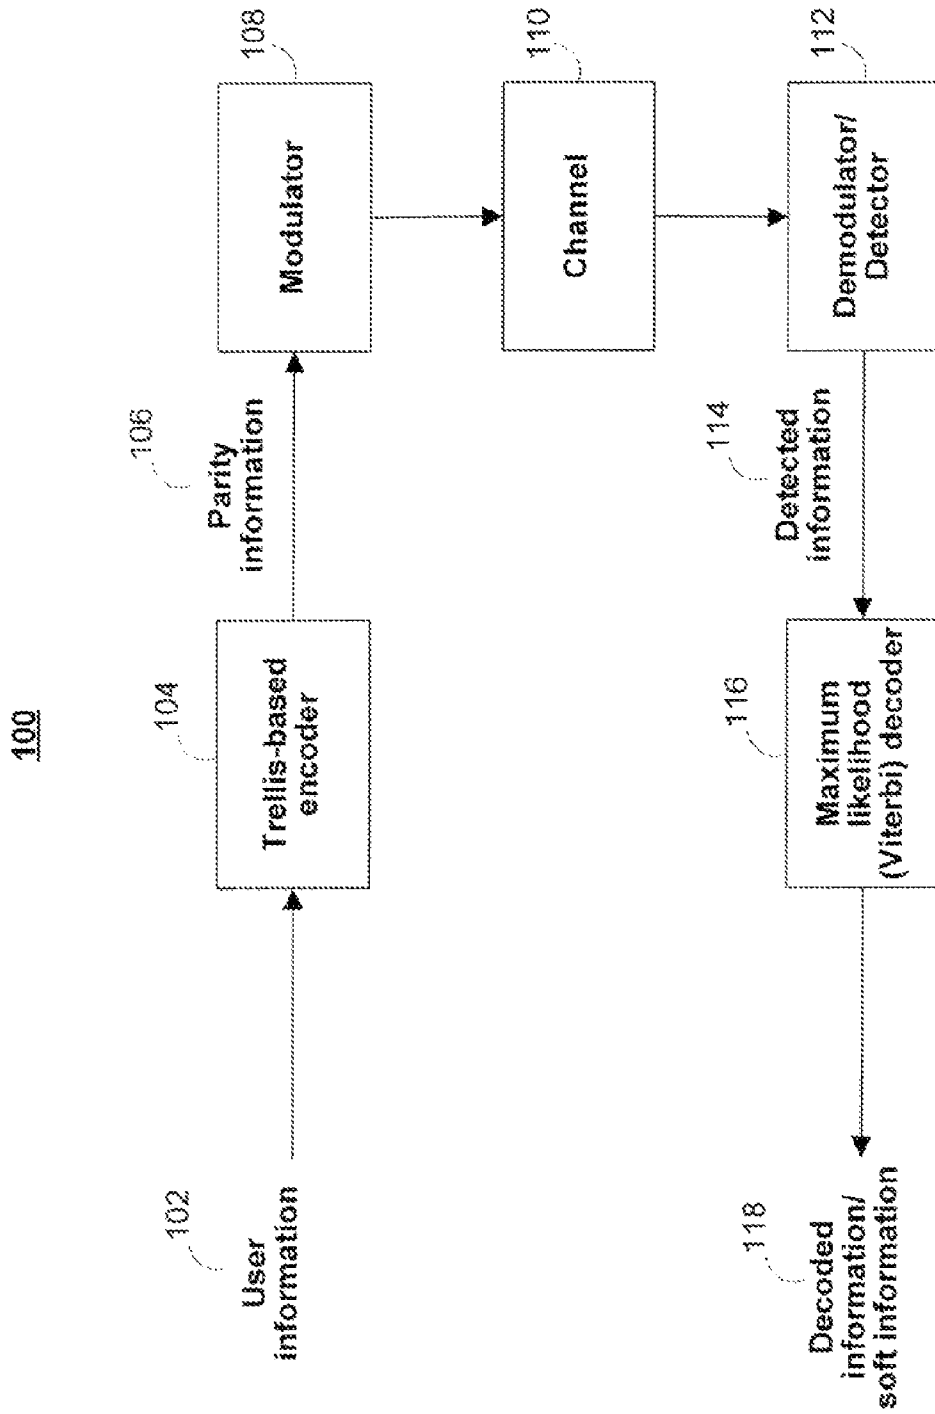 100
102
User
information
104
Trellis-based
encoder
106
Parity
information
108
Modulator
110
Channel
112
Demodulator/
Detector
114
Detected
information
116
Maximum
likelihood
(Viterbi) decoder
118
Decoded
information/
soft information